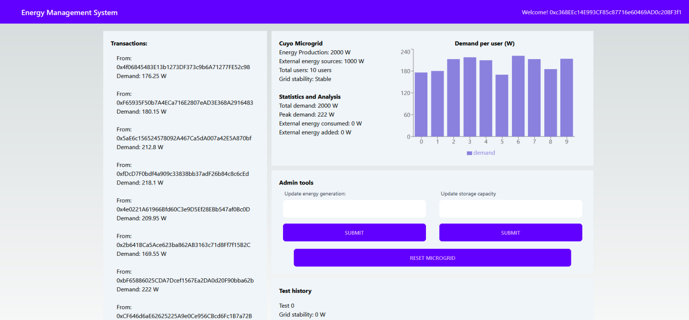 Energy Management System
Welcome! 0xc368EEc14E993CF85c87716e60469AD0c208F3f1
Transactions:
From:
0x4f06845483E13b1273DF373c9b6A71277FE52c98
Demand: 176.25 W
From:
0xF65935F50b7A4ECa716E2807eAD3E368A2916483
Demand: 180.15 W
From:
0x5aE6c156524578092A467Ca5dA007a42E5A870bf
Demand: 212.8 W
From:
0xfDcD7F0bdf4a909c33838bb37adF26b84c8c6cEd
Demand: 218.1 W
From:
0x4e0221A61966Bfd60C3e9D5Ef28EBb547af0Bc0D
Demand: 209.95 W
From:
0x2b641BCa5Ace623ba862AB3163c71d8Ff7f1582C
Demand: 169.55 W
From:
0xbF65886025CDA7Dcef1567Ea2DA0d20F90bba62b
Demand: 222 W
From:
0xCF646d6aE62625225A9e0Ce956CBcd6Fc1B7a72B
Cuyo Microgrid
Energy Production: 2000 W
External energy sources: 1000 W
Total users: 10 users
Grid stability: Stable
Statistics and Analysis
Total demand: 2000 W
Peak demand: 222 W
External energy consumed: 0 W
External energy added: 0 W
Demand per user (W)
240
180
120
60
0
0 1 2 3 4 5 6 7 8 9
demand
Admin tools
Update energy generation:
Update storage capacity
SUBMIT
SUBMIT
RESET MICROGRID
Test history
Test 0
Grid stability: 0 W